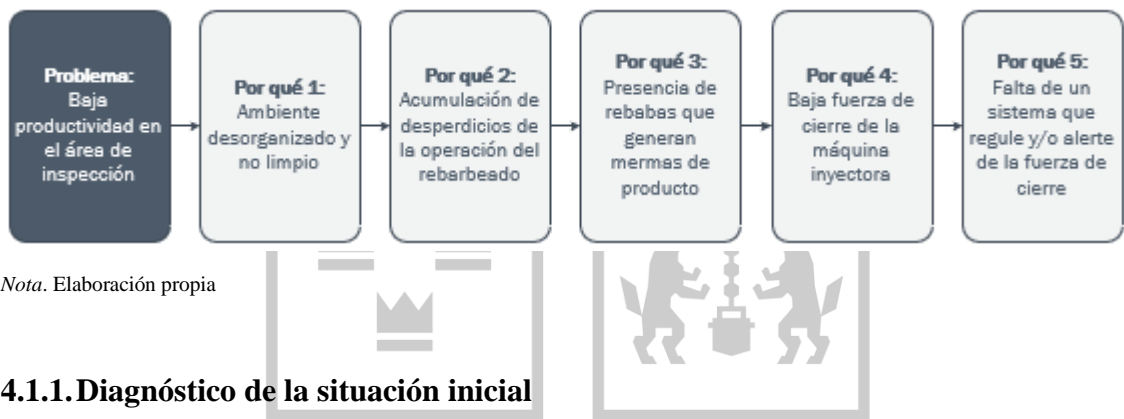 Problema:
Baja
productividad en
el área de
inspección
Por qué 1:
Ambiente
desorganizado y
no limpio
Por qué 2:
Acumulación de
desperdicios de
la operación del
rebarbeado
Por qué 3:
Presencia de
rebabas que
generan
mermas de
producto
Por qué 4:
Baja fuerza de
cierre de la
máquina
inyectora
Por qué 5:
Falta de un
sistema que
regule y/o alerte
de la fuerza de
cierre
Nota. Elaboración propia
4.1.1. Diagnóstico de la situación inicial